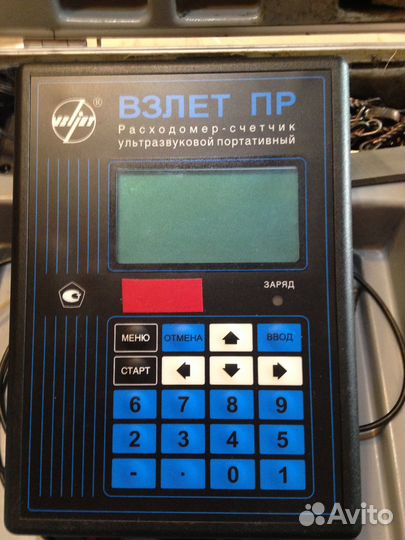 взлет
®
ВЗЛЕТ ПР
Расходомер-счетчик
ультразвуковой портативный
ЗАРЯД
МЕНЮ ОТМЕНА ВВОД
СТАРТ
6 7 8 9
2 3 4 5
- . 0 1
Avito